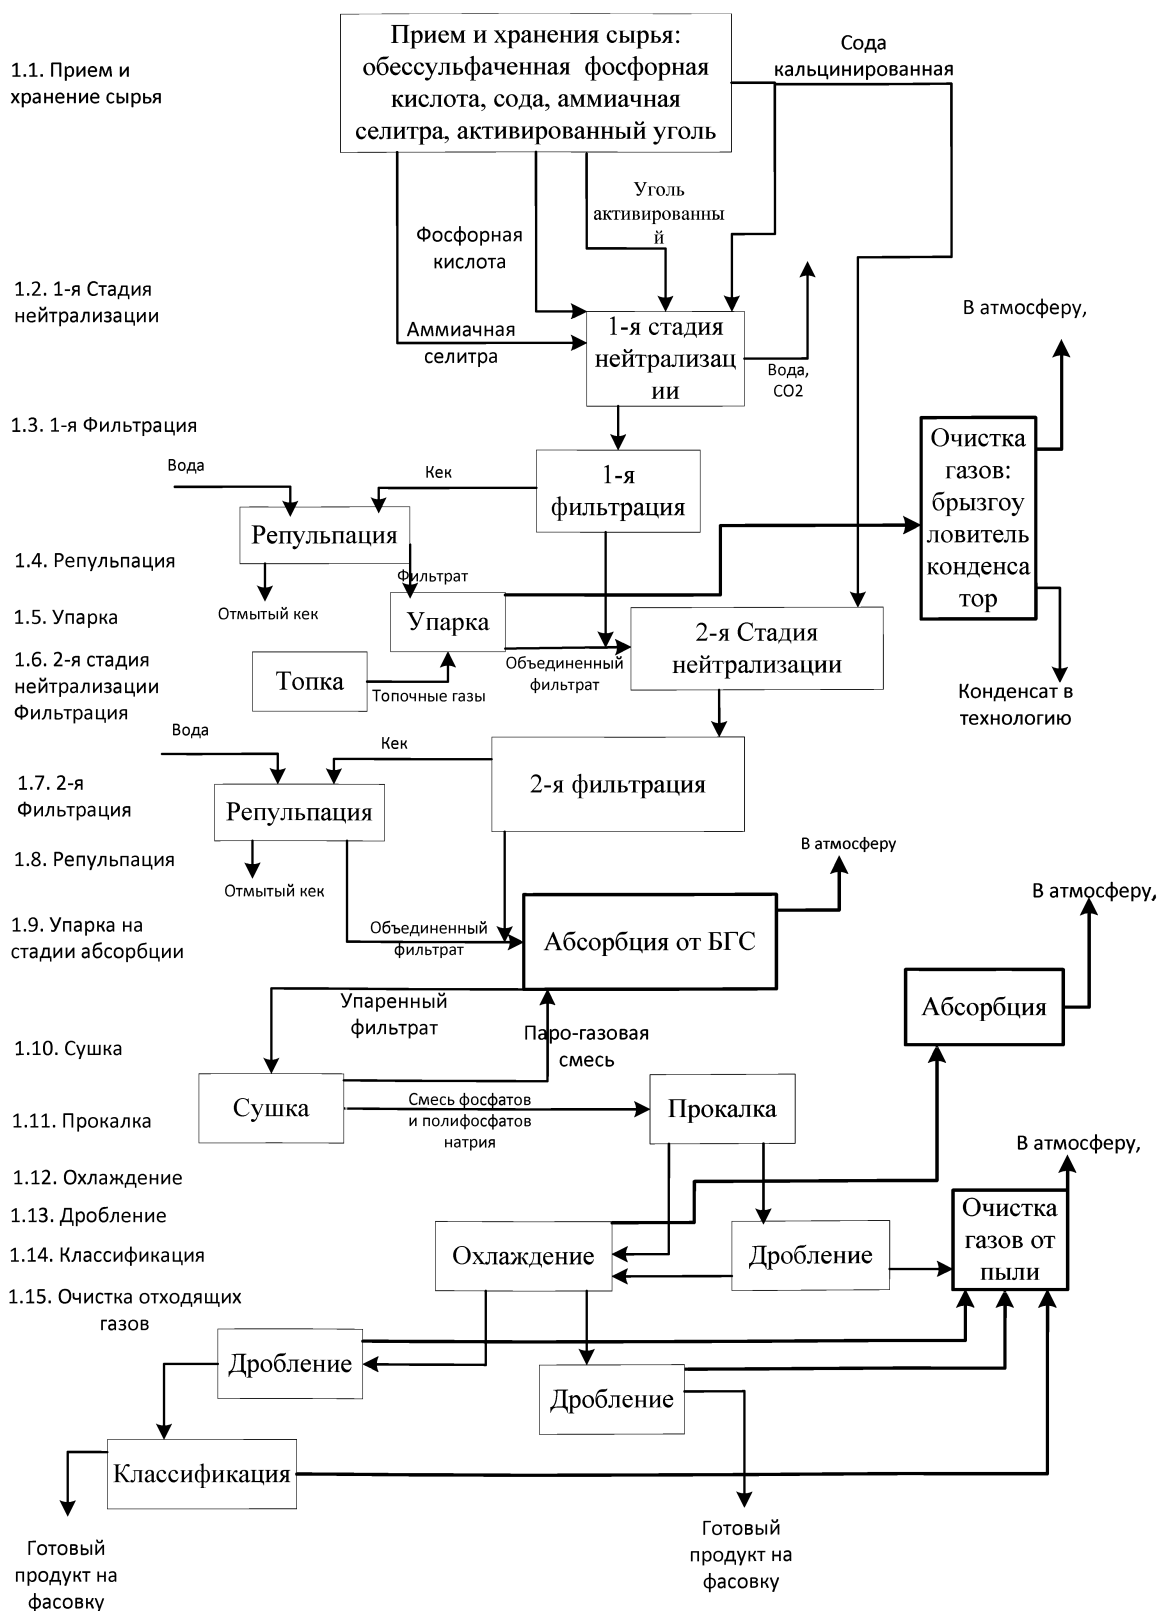 Прием и хранения сырья:
обессульфаченная фосфорная
кислота, сода, аммиачная
селитра, активированный уголь
Сода
кальцинированная
1.1. Прием и
хранение сырья
Уголь
активированны
й
Фосфорная
кислота
1.2. 1-я Стадия
нейтрализации
Аммиачная
селитра
1-я стадия
нейтрализац
ии
Вода,
СО2
В атмосферу,
1.3. 1-я Фильтрация
Вода
Кек
1-я
фильтрация
Очистка
газов:
брызгоу
ловитель
конденса
тор
Репульпация
1.4. Репульпация
Фильтрат
Отмытый кек
1.5. Упарка
Упарка
2-я Стадия
нейтрализации
1.6. 2-я стадия
нейтрализации
Фильтрация
Топка
Топочные газы
Объединенный
фильтрат
Конденсат в
технологию
Вода
Кек
1.7. 2-я
Фильтрация
Репульпация
2-я фильтрация
1.8. Репульпация
Отмытый кек
В атмосферу
В атмосферу,
1.9. Упарка на
стадии абсорбции
Объединенный
фильтрат
Абсорбция от БГС
Абсорбция
Упаренный
фильтрат
Паро-газовая
смесь
1.10. Сушка
Сушка
Смесь фосфатов
и полифосфатов
натрия
Прокалка
1.11. Прокалка
В атмосферу,
1.12. Охлаждение
1.13. Дробление
1.14. Классификация
Охлаждение
Дробление
Очистка
газов от
пыли
1.15. Очистка отходящих
газов
Дробление
Дробление
Классификация
Готовый
продукт на
фасовку
Готовый
продукт на
фасовку